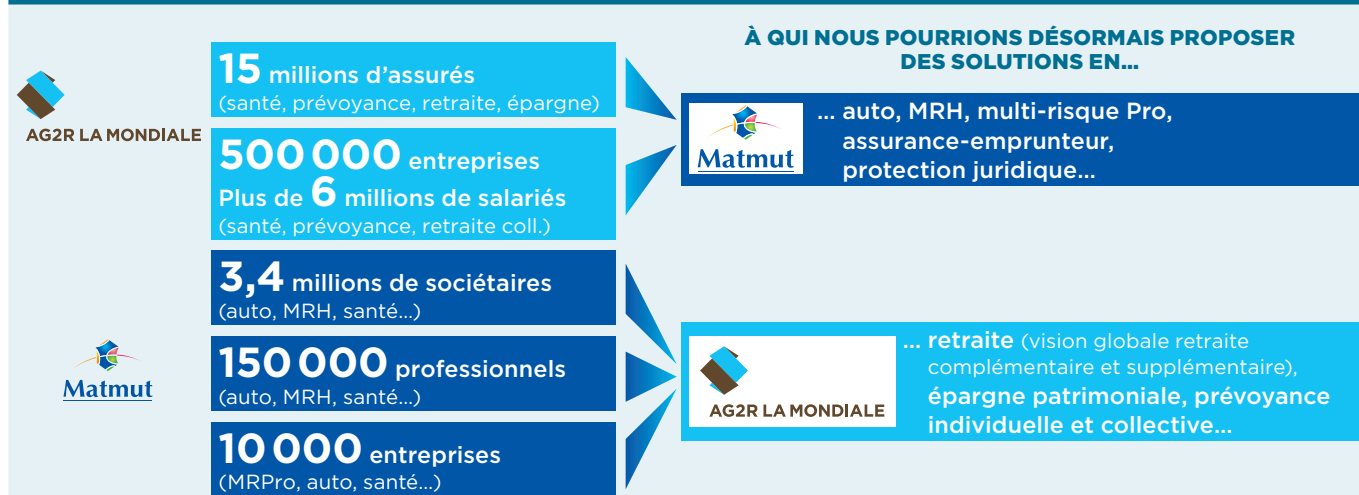 À QUI NOUS POURRIONS DÉSORMAIS PROPOSER
DES SOLUTIONS EN...
AG2R LA MONDIALE
15 millions d'assurés
(santé, prévoyance, retraite, épargne)
500 000 entreprises
Plus de 6 millions de salariés
(santé, prévoyance, retraite coll.)
Matmut
... auto, MRH, multi-risque Pro,
assurance-emprunteur,
protection juridique...
Matmut
3,4 millions de sociétaires
(auto, MRH, santé...)
150 000 professionnels
(auto, MRH, santé...)
10 000 entreprises
(MRPro, auto, santé...)
AG2R LA MONDIALE
... retraite (vision globale retraite
complémentaire et supplémentaire),
épargne patrimoniale, prévoyance
individuelle et collective...